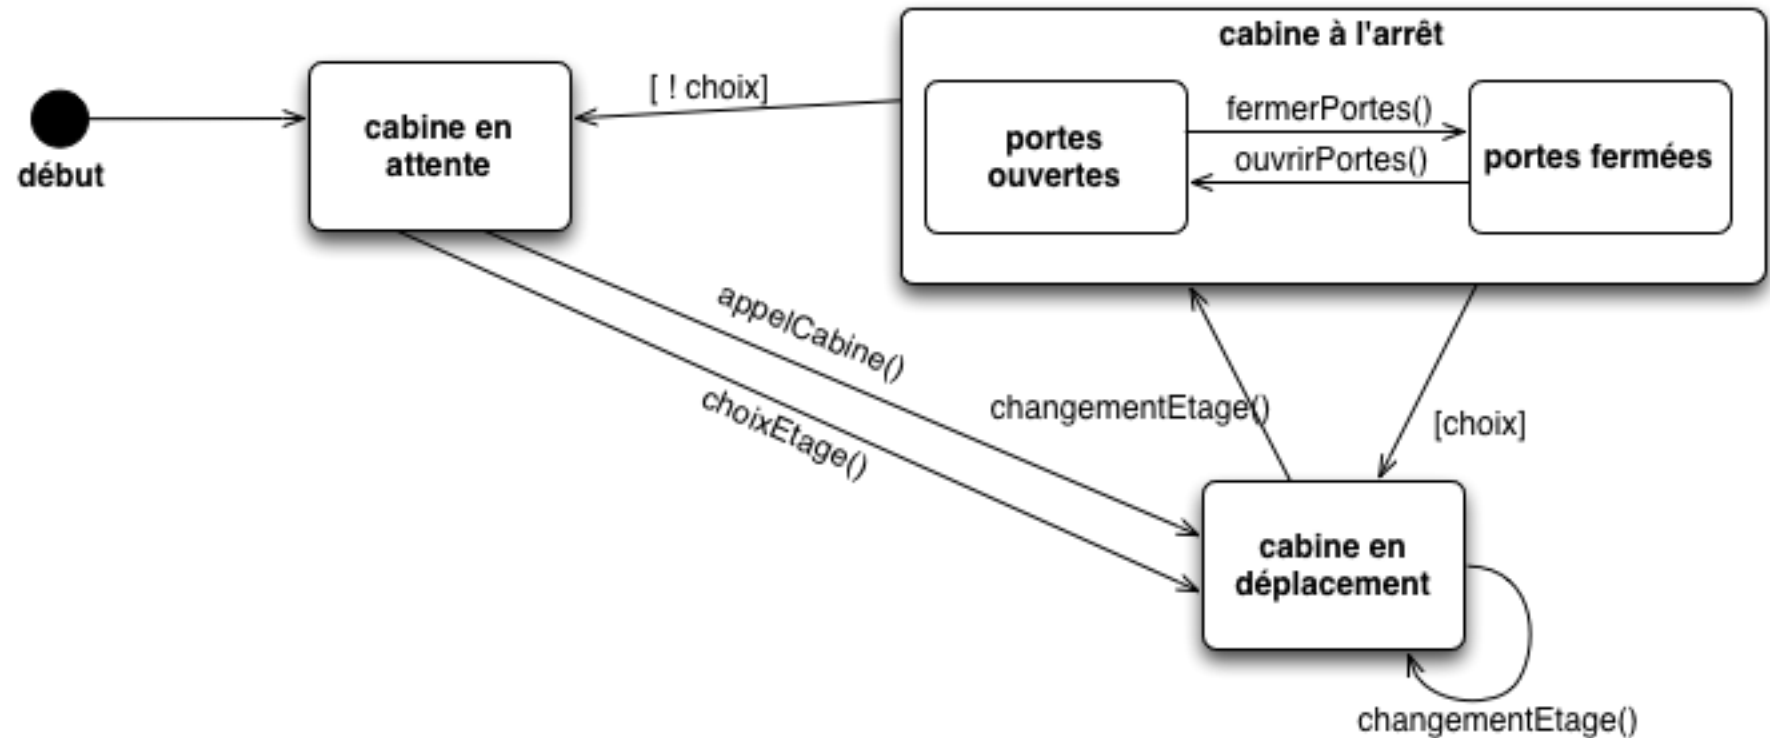 cabine à l'arrêt
[ ! choix]
cabine en
attente
début
portes
ouvertes
fermerPortes()
ouvrirPortes()
portes fermées
appelCabine()
choixEtage()
changementEtage()
[choix]
cabine en
déplacement
changementEtage()